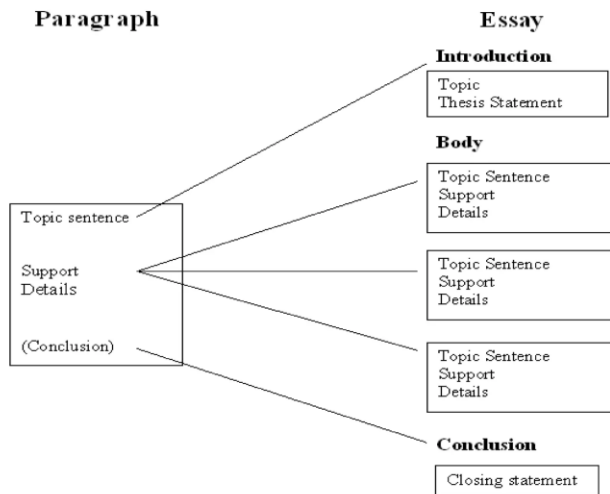 Paragraph
Essay
Introduction
Topic
Thesis Statement
Body
Topic Sentence
Support
Details
Topic sentence
Support
Details
(Conclusion)
Topic Sentence
Support
Details
Topic Sentence
Support
Details
Conclusion
Closing statement